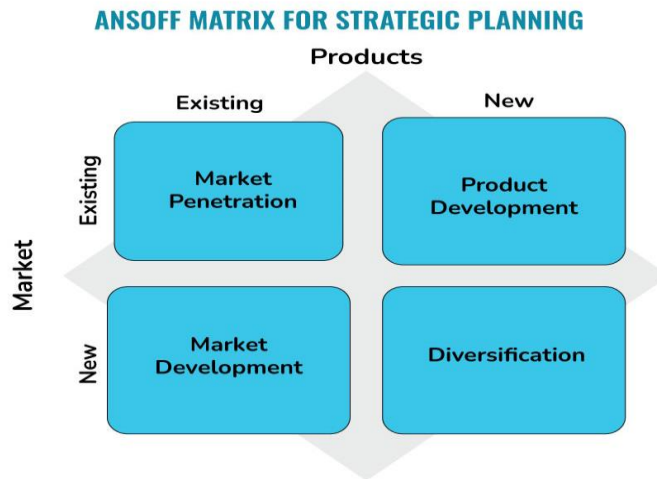 ANSOFF MATRIX FOR STRATEGIC PLANNING
Products
Existing
New
Market
Existing
Market
Penetration
Product
Development
New
Market
Development
Diversification